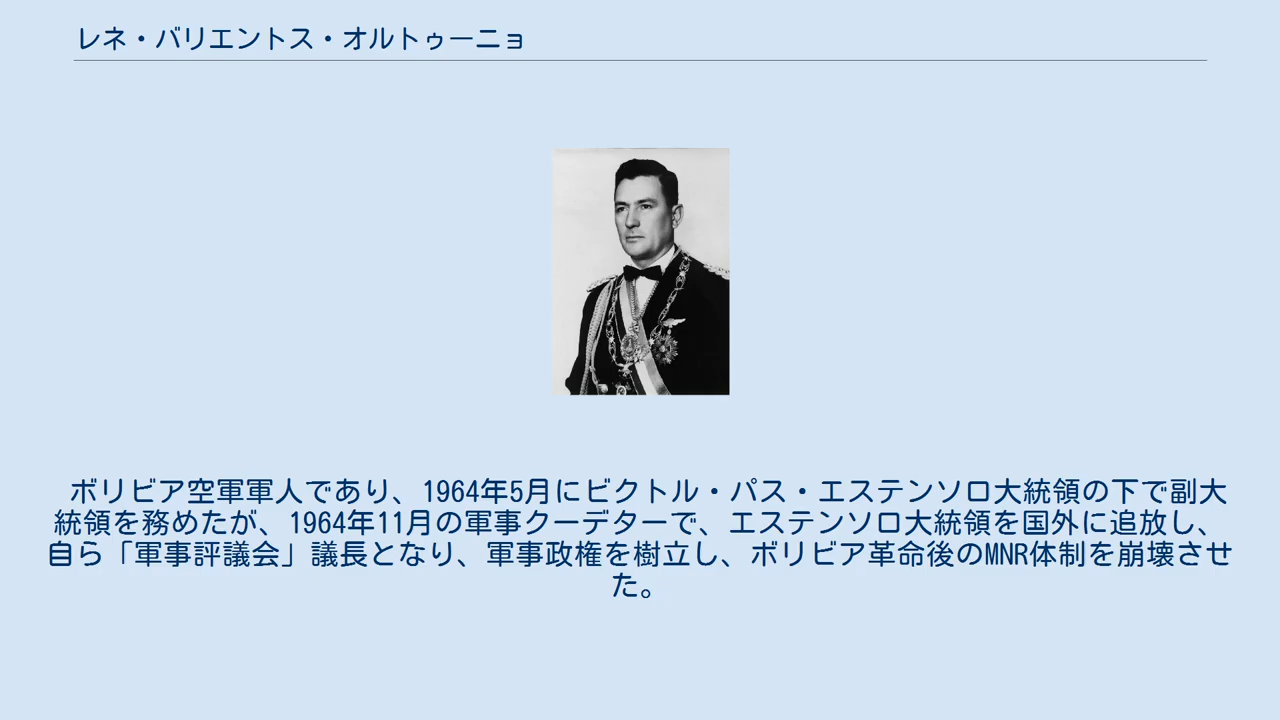 レネ・バリエントス・オルトゥーニョ
ボリビア空軍軍人であり、1964年5月にビクトル・パス・エステンソロ大統領の下で副大
統領を務めたが、1964年11月の軍事クーデターで、エステンソロ大統領を国外に追放し、
自ら「軍事評議会」議長となり、軍事政権を樹立し、ボリビア革命後のMNR体制を崩壊させ
た。